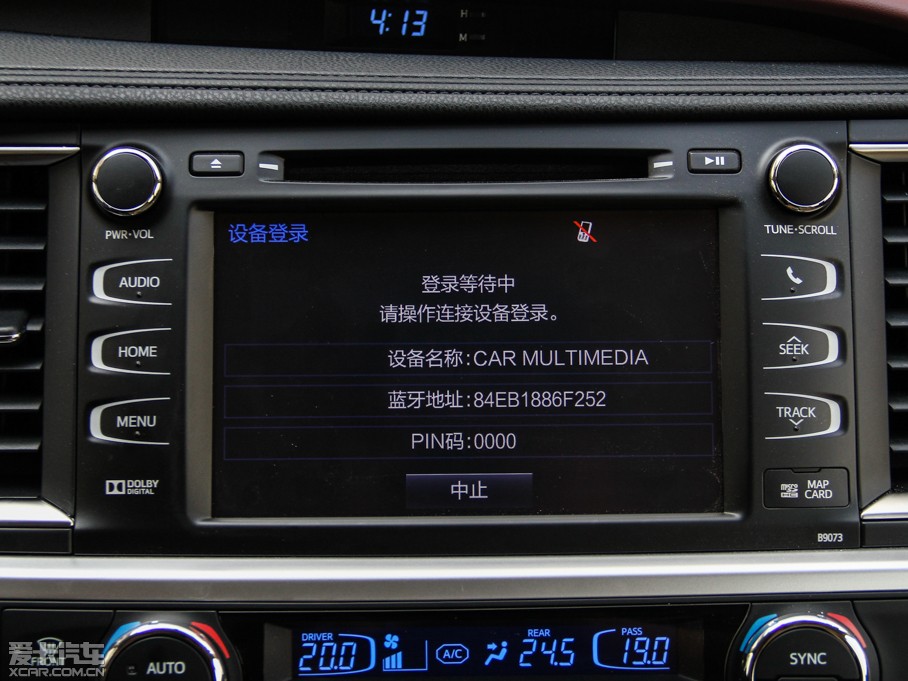 4:13
H
M
PWR·VOL
TUNE·SCROLL
设备登录
AUDIO
登录等待中
请操作连接设备登录。
HOME
设备名称:CAR MULTIMEDIA
SEEK
蓝牙地址:84EB1886F252
MENU
TRACK
PIN码:0000
DOLBY
DIGITAL
中止
micro
MAP
CARD
B9073
DRIVER
20.0
A/C
REAR
24.5
PASS
19.0
FRONT
AUTO
SYNC
爱卡汽车
XCAR.COM.CN